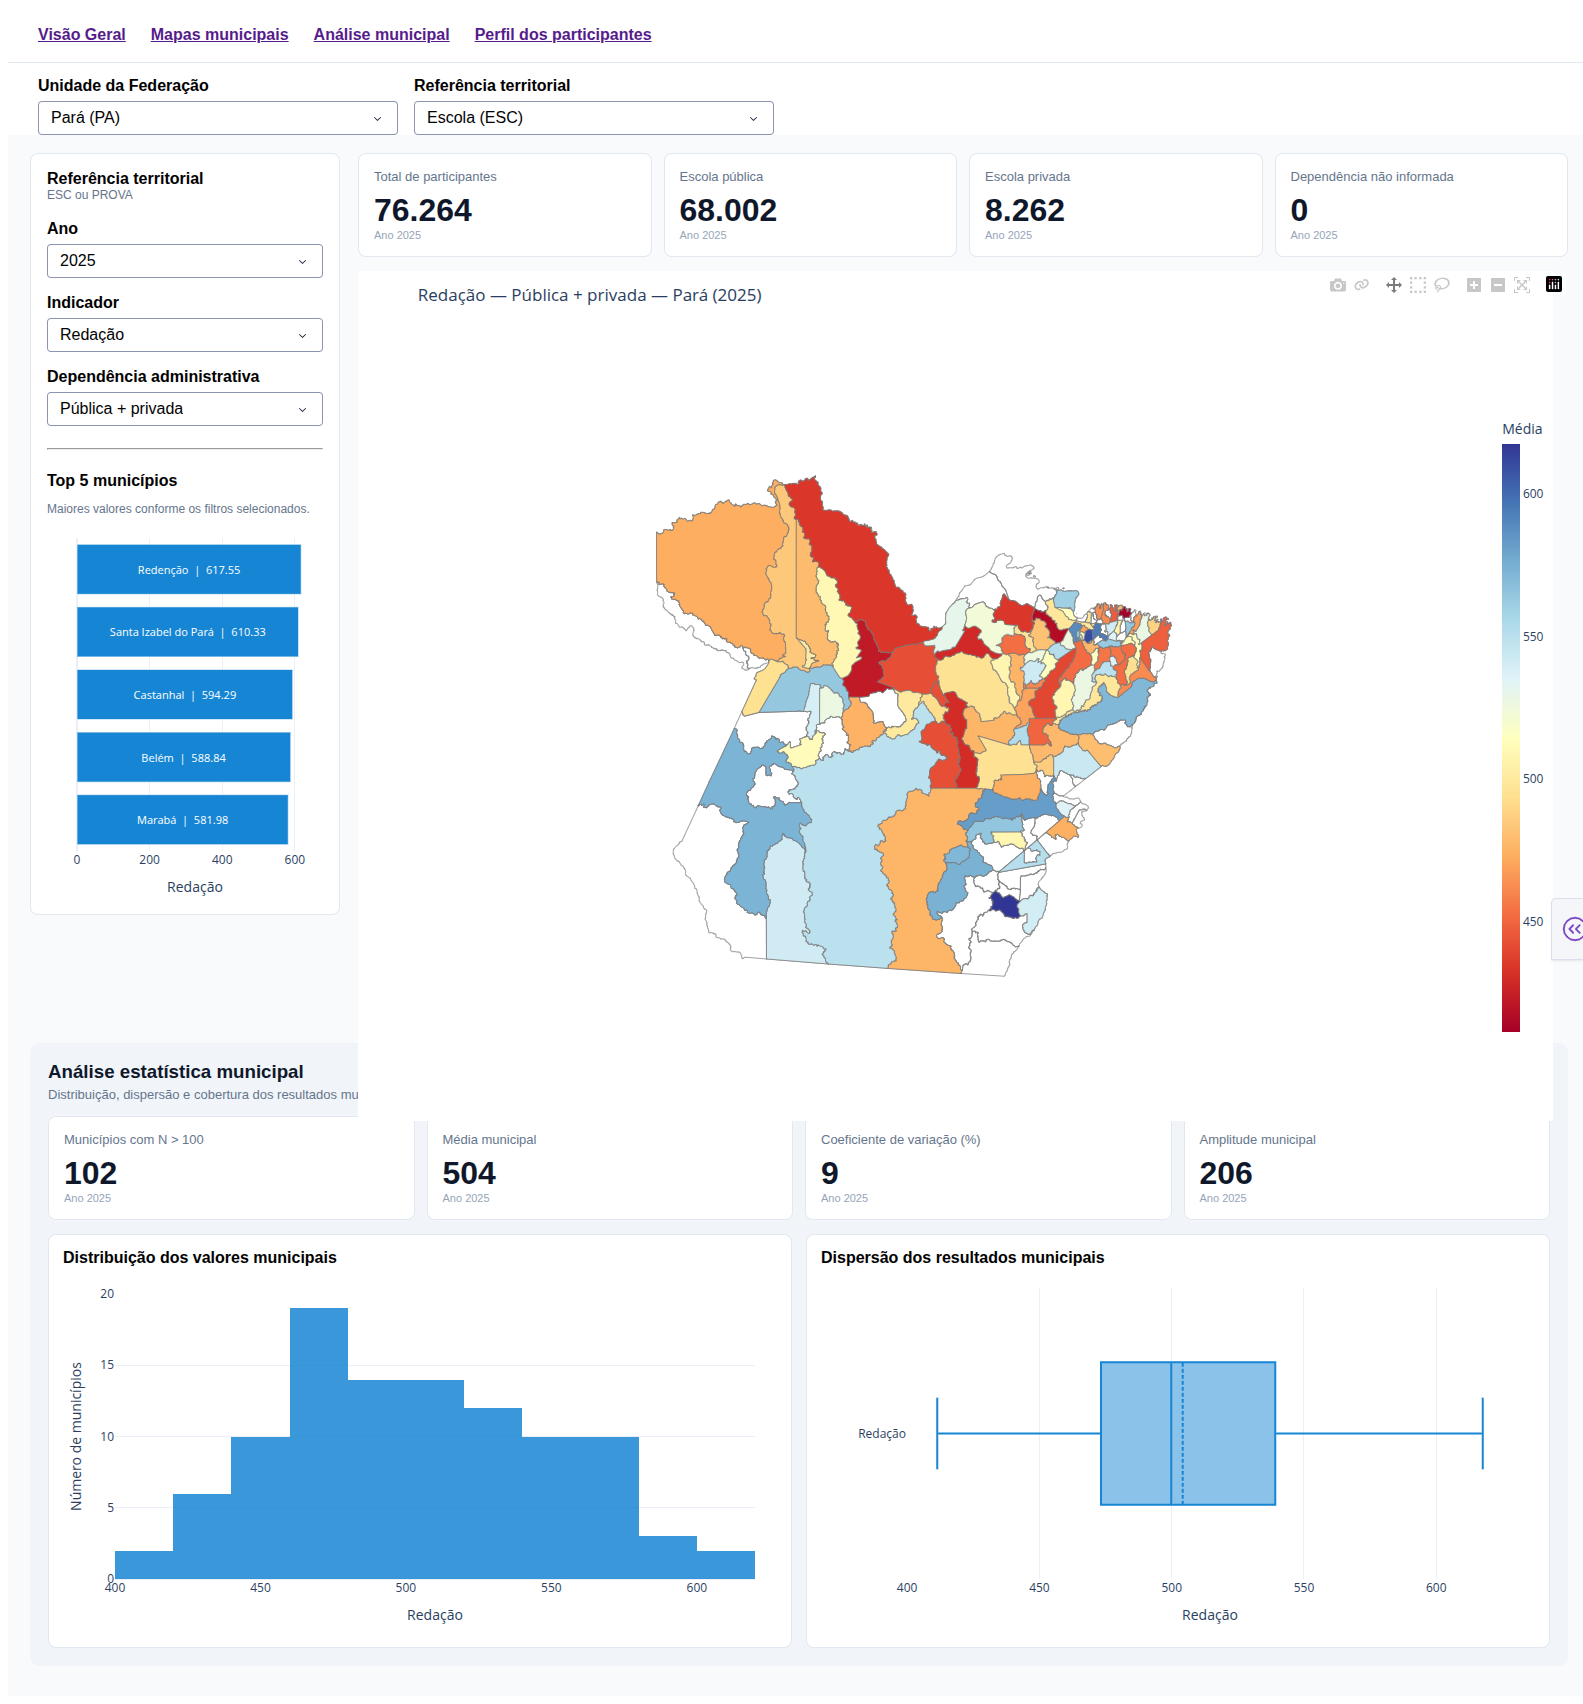 Visão Geral Mapas municipais Análise municipal Perfil dos participantes
Unidade da Federação Referência territorial
Pará (PA) Escola (ESC)
Referência territorial
ESC ou PROVA
Ano
2025
Indicador
Redação
Dependência administrativa
Pública + privada
Top 5 municípios
Maiores valores conforme os filtros selecionados.
Redenção | 617.55
Santa Izabel do Pará | 610.33
Castanhal | 594.29
Belém | 588.84
Marabá | 581.98
0 200 400 600
Redação
Total de participantes
76.264
Ano 2025
Escola pública
68.002
Ano 2025
Escola privada
8.262
Ano 2025
Dependência não informada
0
Ano 2025
Redação — Pública + privada — Pará (2025)
Média
600
550
500
450
Análise estatística municipal
Distribuição, dispersão e cobertura dos resultados mu
Municípios com N > 100
102
Ano 2025
Média municipal
504
Ano 2025
Coeficiente de variação (%)
9
Ano 2025
Amplitude municipal
206
Ano 2025
Distribuição dos valores municipais
Número de municípios
20
15
10
5
0
400 450 500 550 600
Redação
Dispersão dos resultados municipais
Redação
400 450 500 550 600
Redação